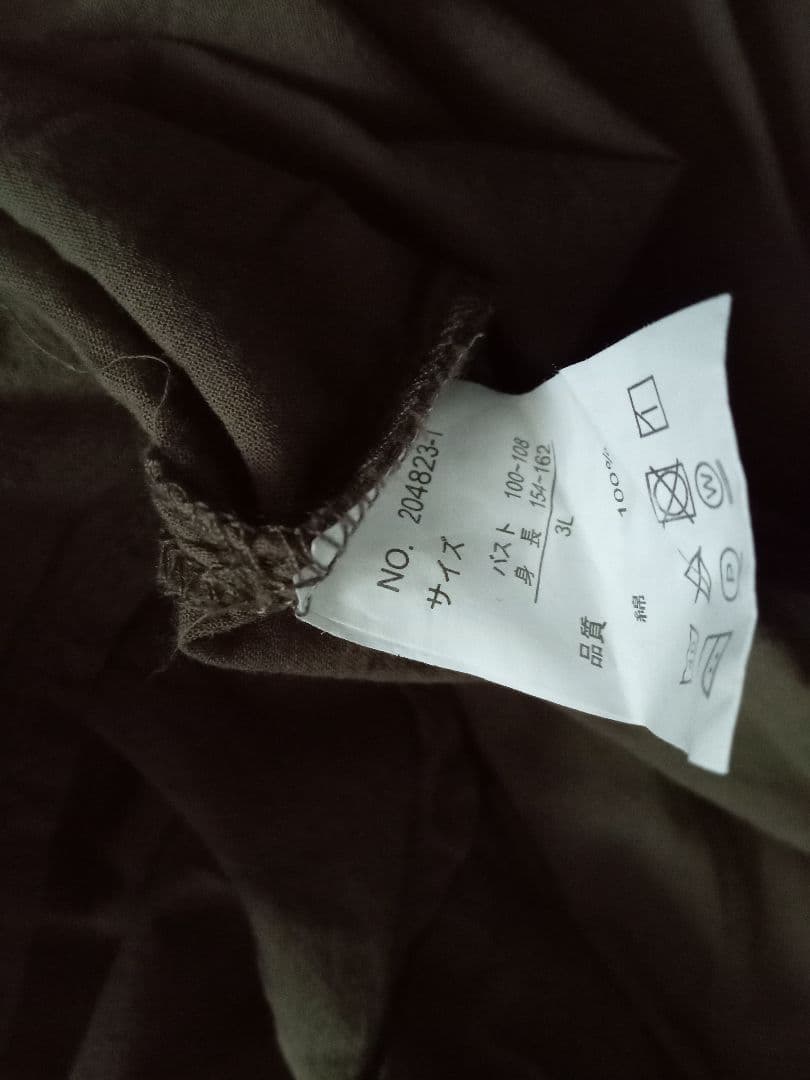 NO. 204823-1
サイズ
バスト 100~108
身 長 154~162
3L
品質
綿 100%
W
P